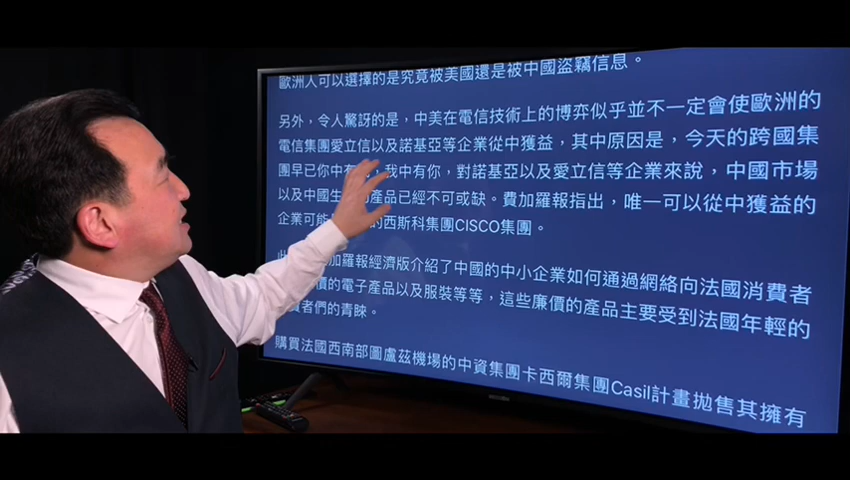 歐洲人可以選擇的是究竟被美國還是被中國盜竊信息。
另外，令人驚訝的是，中美在電信技術上的博弈似乎並不一定會使歐洲的
電信集團愛立信以及諾基亞等企業從中獲益，其中原因是，今天的跨國集
團早已你中有，我中有你，對諾基亞以及愛立信等企業來說，中國市場
以及中國生產品已經不可或缺。費加羅報指出，唯一可以從中獲益的
企業可能的西斯科集團CISCO集團。
此加羅報經濟版介紹了中國的中小企業如何通過網絡向法國消費者
價的電子產品以及服裝等等，這些廉價的產品主要受到法國年輕的
者們的青睞。
購買法國西南部圖盧茲機場的中資集團卡西爾集團Casil計畫拋售其擁有